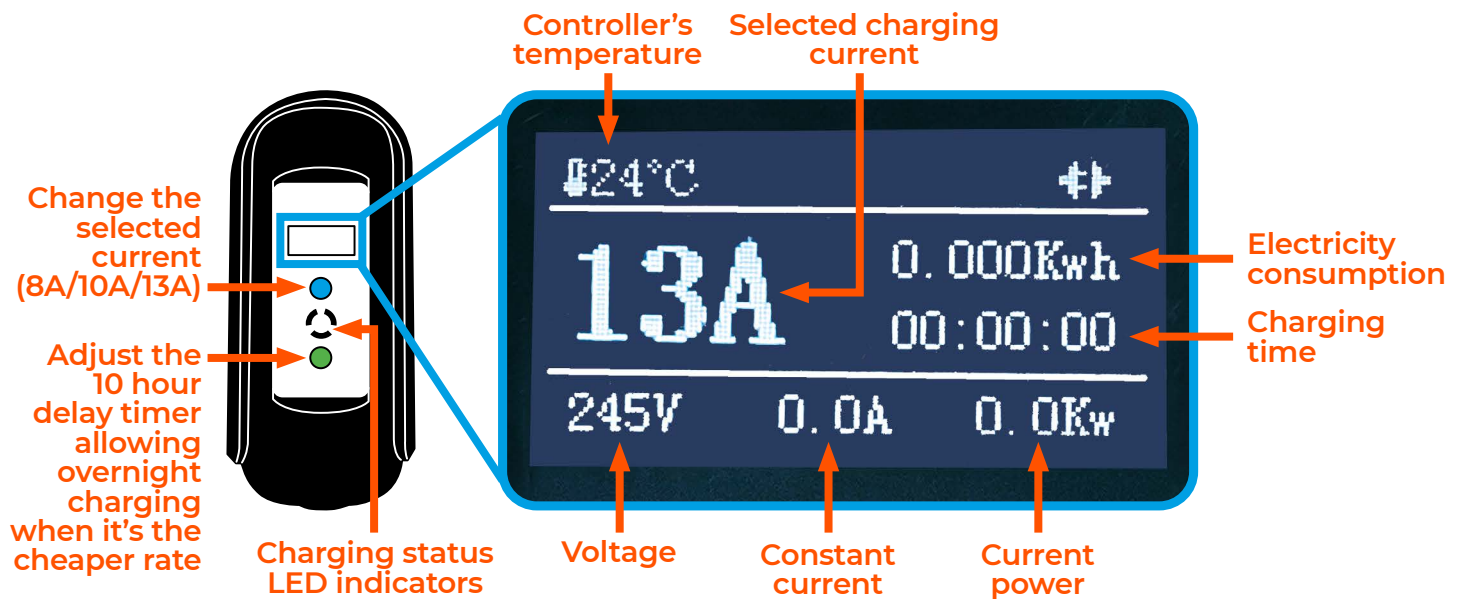 Controller's
temperature
Selected charging
current
Change the
selected
current
(8A/10A/13A)
Adjust the
10 hour
delay timer
allowing
overnight
charging
when it's the
cheaper rate
Charging status
LED indicators
24°C
13A
0.000Kwh
00:00:00
245V
0.0A
0.0Kw
Electricity
consumption
Charging
time
Voltage
Constant
current
Current
power